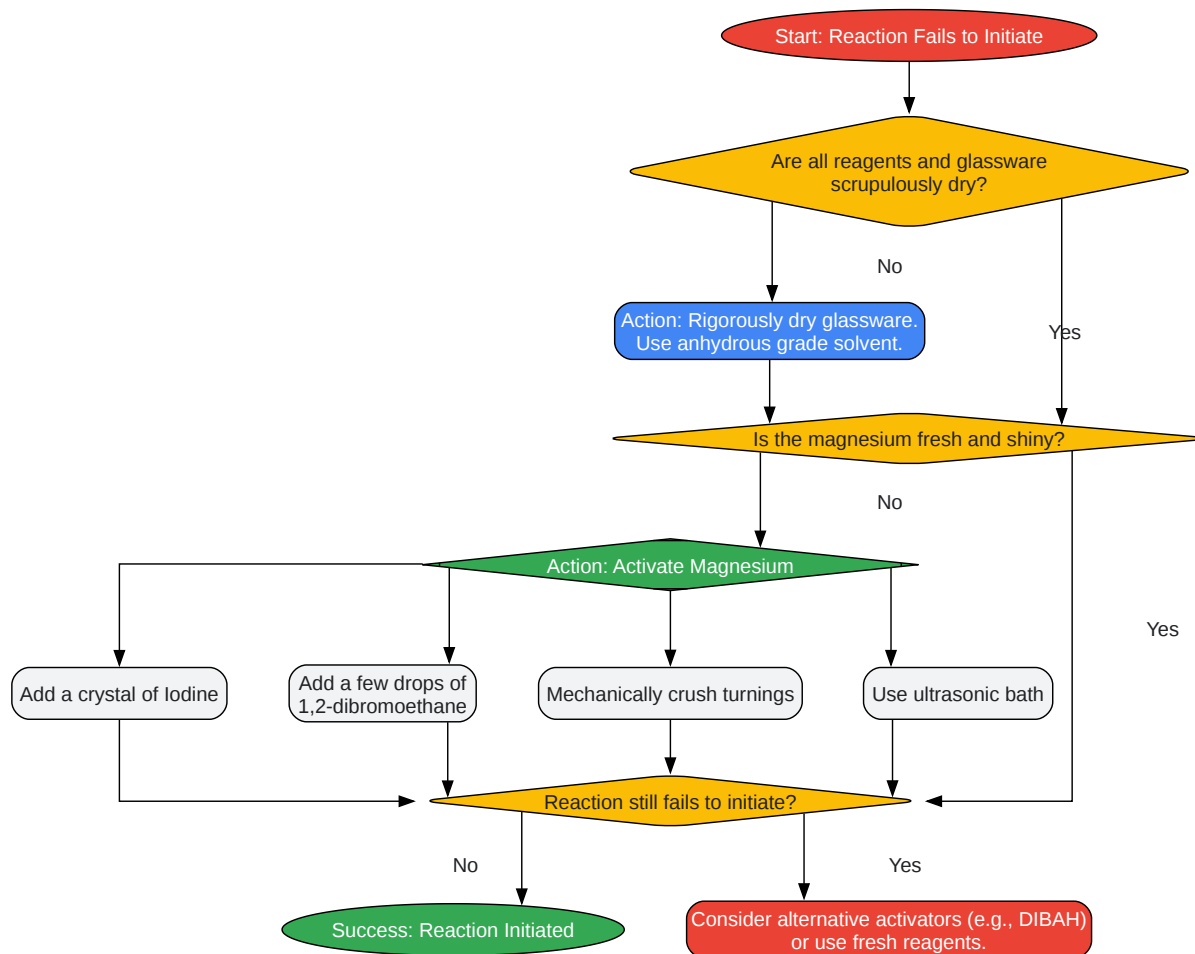 Start: Reaction Fails to Initiate
Are all reagents and glassware
scrupulously dry?
No
Action: Rigorously dry glassware.
Use anhydrous grade solvent.
Yes
Is the magnesium fresh and shiny?
No
Action: Activate Magnesium
Yes
Add a crystal of Iodine
Add a few drops of
1,2-dibromoethane
Mechanically crush turnings
Use ultrasonic bath
Reaction still fails to initiate?
No
Yes
Success: Reaction Initiated
Consider alternative activators (e.g., DIBAH)
or use fresh reagents.